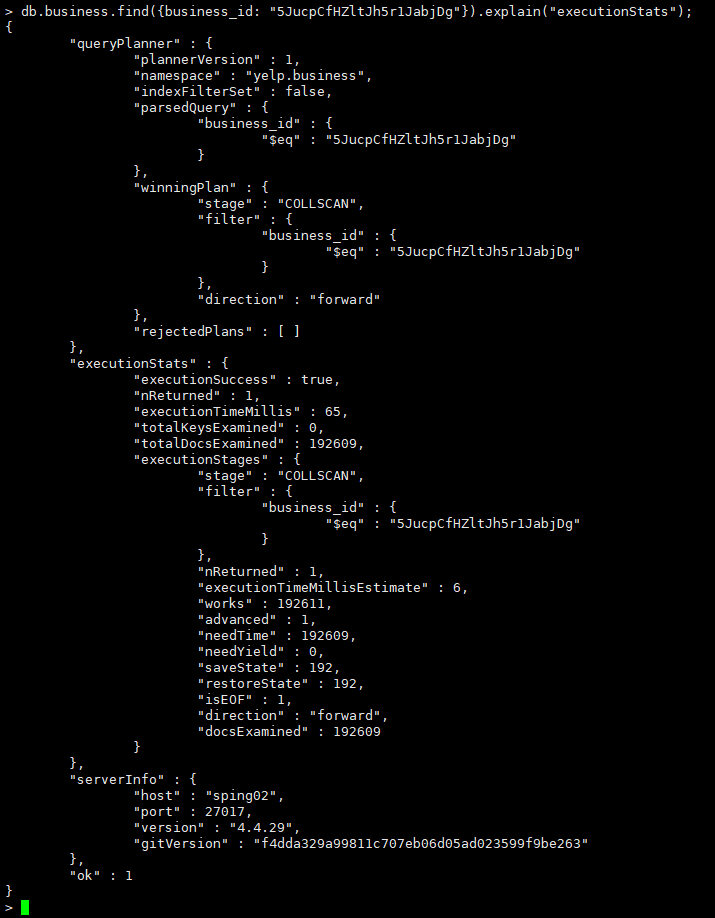 > db.business.find({business_id: "5JucpCfHZltJh5r1JabjDg"}).explain("executionStats");
{
"queryPlanner" : {
"plannerVersion" : 1,
"namespace" : "yelp.business",
"indexFilterSet" : false,
"parsedQuery" : {
"business_id" : {
"$eq" : "5JucpCfHZltJh5r1JabjDg"
}
},
"winningPlan" : {
"stage" : "COLLSCAN",
"filter" : {
"business_id" : {
"$eq" : "5JucpCfHZltJh5r1JabjDg"
}
},
"direction" : "forward"
},
"rejectedPlans" : [ ]
},
"executionStats" : {
"executionSuccess" : true,
"nReturned" : 1,
"executionTimeMillis" : 65,
"totalKeysExamined" : 0,
"totalDocsExamined" : 192609,
"executionStages" : {
"stage" : "COLLSCAN",
"filter" : {
"business_id" : {
"$eq" : "5JucpCfHZltJh5r1JabjDg"
}
},
"nReturned" : 1,
"executionTimeMillisEstimate" : 6,
"works" : 192611,
"advanced" : 1,
"needTime" : 192609,
"needYield" : 0,
"saveState" : 192,
"restoreState" : 192,
"isEOF" : 1,
"direction" : "forward",
"docsExamined" : 192609
}
},
"serverInfo" : {
"host" : "sping02",
"port" : 27017,
"version" : "4.4.29",
"gitVersion" : "f4dda329a99811c707eb06d05ad023599f9be263"
},
"ok" : 1
}
>